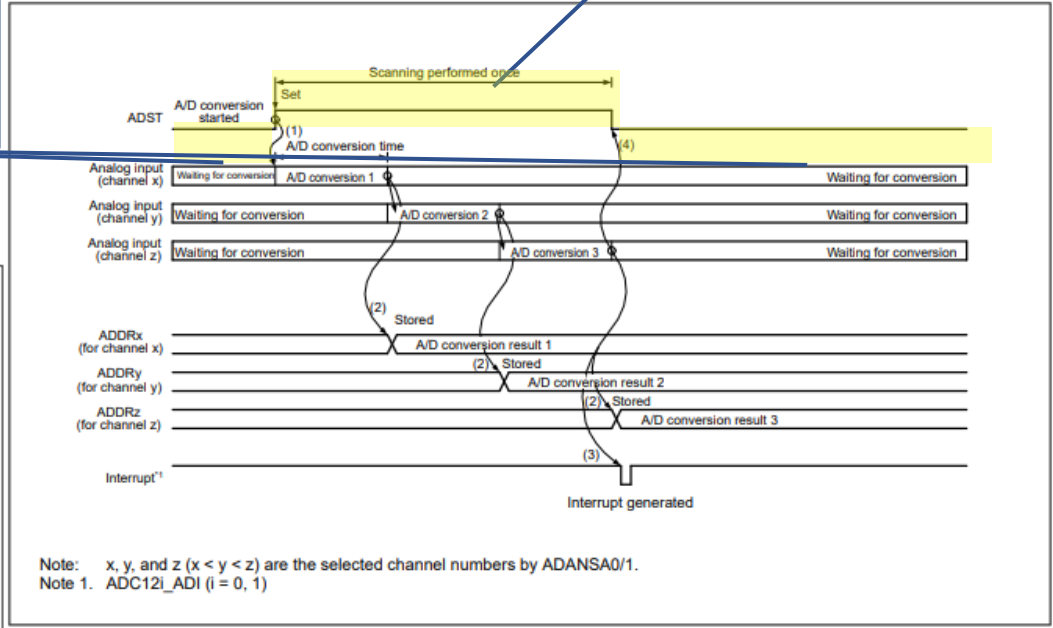 Scanning performed once
Set
A/D conversion
started
ADST
(1)
(4)
A/D conversion time
Analog input
(channel x)
Waiting for conversion
A/D conversion 1
Waiting for conversion
Analog input
(channel y)
Waiting for conversion
A/D conversion 2
Waiting for conversion
Analog input
(channel z)
Waiting for conversion
A/D conversion 3
Waiting for conversion
(2)
Stored
ADDRx
(for channel x)
A/D conversion result 1
(2)
Stored
ADDRy
(for channel y)
A/D conversion result 2
(2)
Stored
ADDRz
(for channel z)
A/D conversion result 3
(3)
Interrupt*1
Interrupt generated
Note: x, y, and z (x < y < z) are the selected channel numbers by ADANSA0/1.
Note 1. ADC12i_ADI (i = 0, 1)